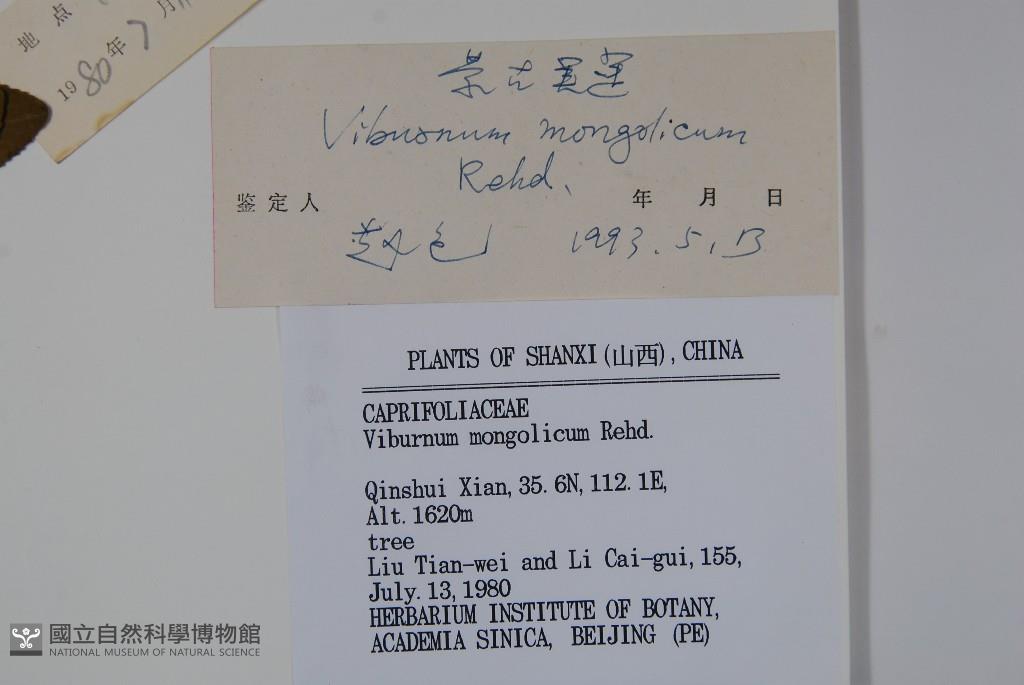 地点
1980年7月
蒙古荚蒾
Viburnum mongolicum
Rehd.
鉴定人 年 月 日
1993.5.13
PLANTS OF SHANXI(山西), CHINA
CAPRIFOLIACEAE
Viburnum mongolicum Rehd.
Qinshui Xian, 35.6N, 112.1E,
Alt. 1620m
tree
Liu Tian-wei and Li Cai-gui, 155,
July. 13, 1980
HERBARIUM INSTITUTE OF BOTANY,
ACADEMIA SINICA, BEIJING (PE)
國立自然科學博物館
NATIONAL MUSEUM OF NATURAL SCIENCE